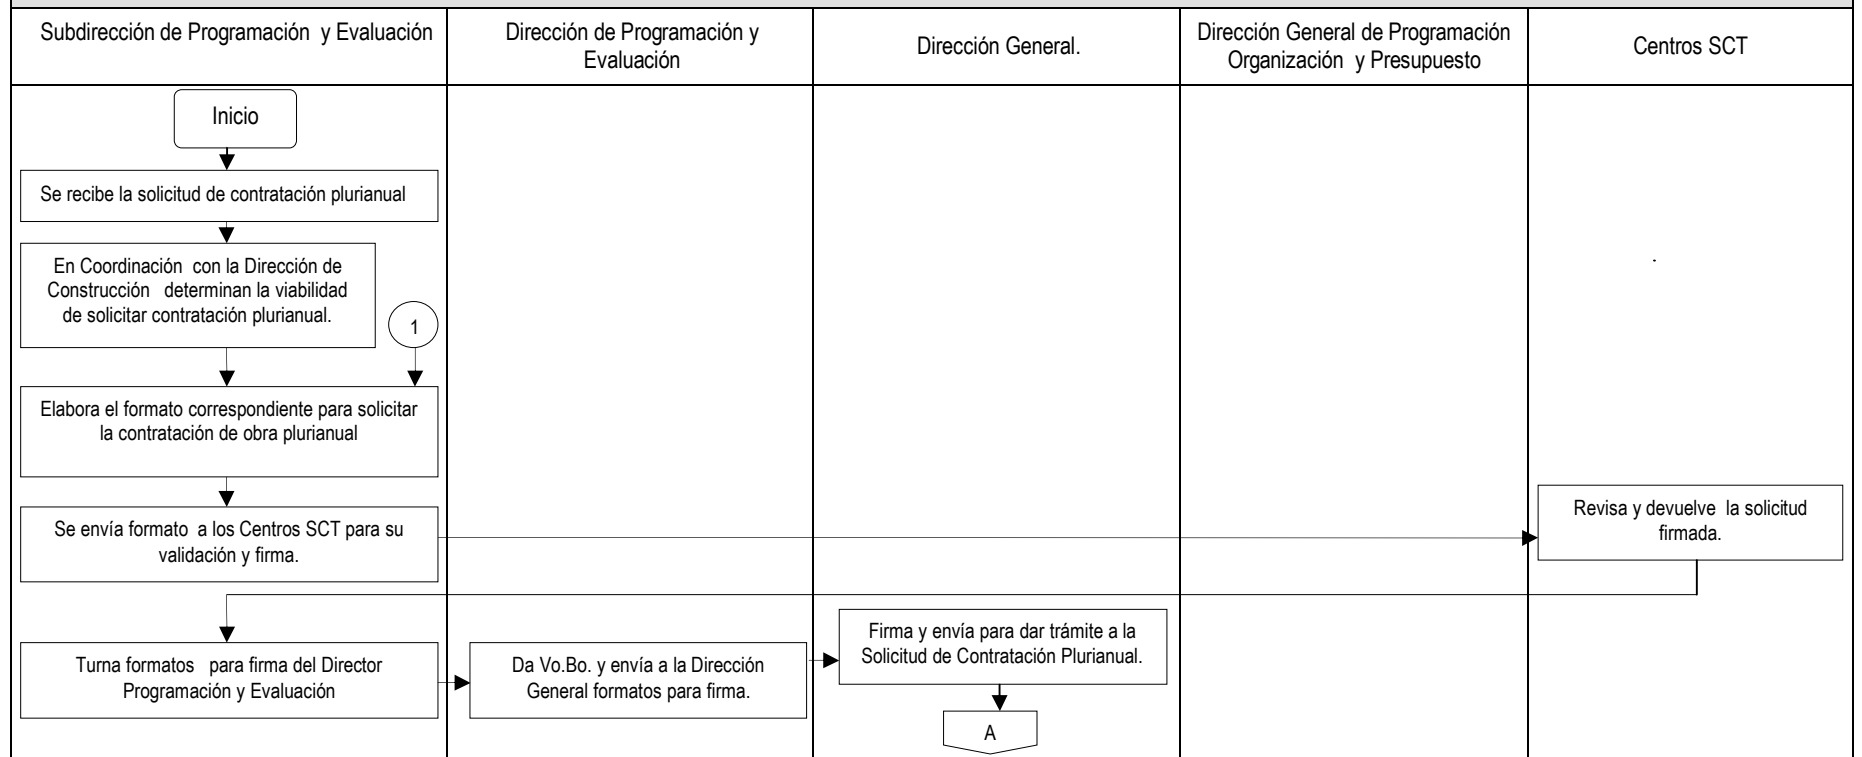 Subdirección de Programación y Evaluación
Dirección de Programación y
Evaluación
Dirección General.
Dirección General de Programación
Organización y Presupuesto
Centros SCT
Inicio
Se recibe la solicitud de contratación plurianual
En Coordinación con la Dirección de
Construcción determinan la viabilidad
de solicitar contratación plurianual.
1
Elabora el formato correspondiente para solicitar
la contratación de obra plurianual
Se envía formato a los Centros SCT para su
validación y firma.
Revisa y devuelve la solicitud
firmada.
Turna formatos para firma del Director
Programación y Evaluación
Da Vo.Bo. y envía a la Dirección
General formatos para firma.
Firma y envía para dar trámite a la
Solicitud de Contratación Plurianual.
A